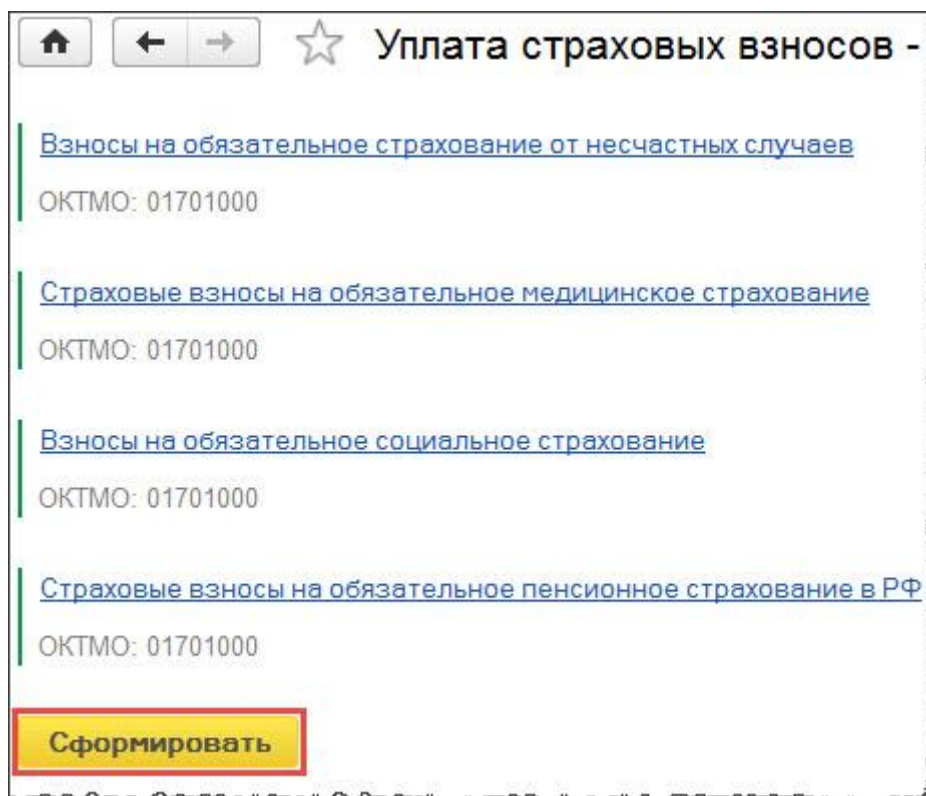 Уплата страховых взносов -
Взносы на обязательное страхование от несчастных случаев
ОКТМО: 01701000
Страховые взносы на обязательное медицинское страхование
ОКТМО: 01701000
Взносы на обязательное социальное страхование
ОКТМО: 01701000
Страховые взносы на обязательное пенсионное страхование в РФ
ОКТМО: 01701000
Сформировать